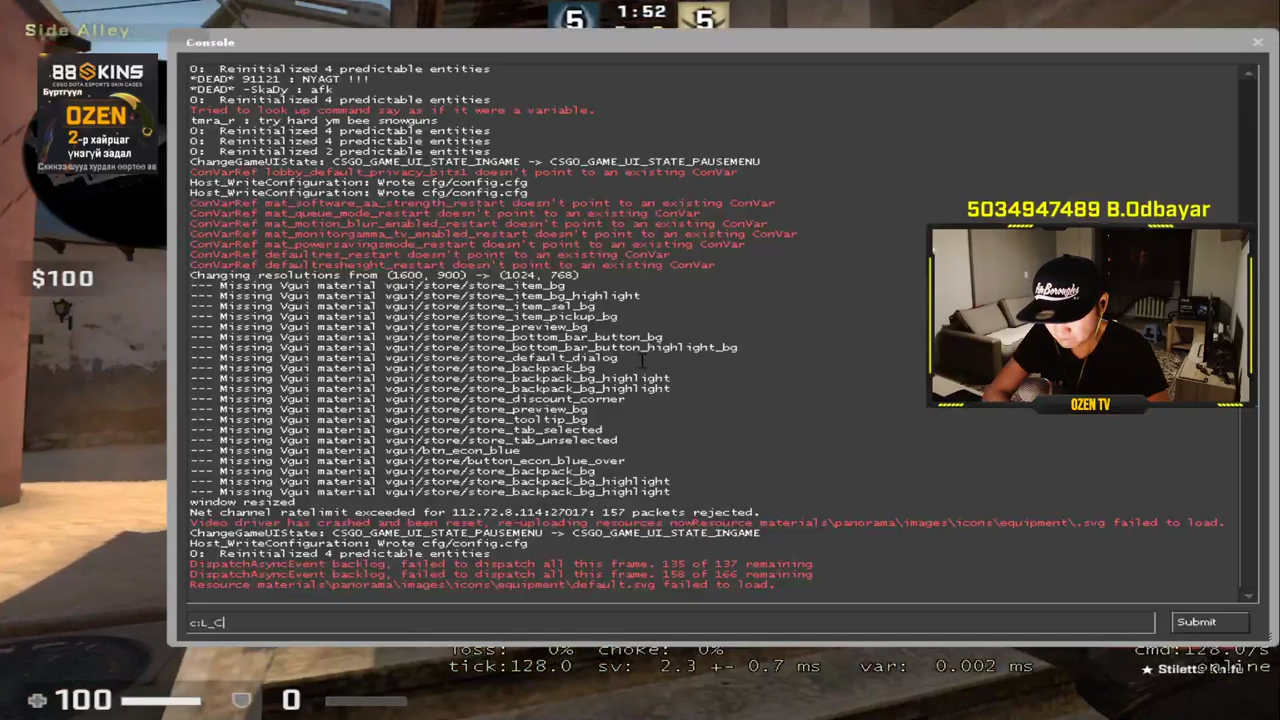 Side Alley
5
1:52
5
Console
88SKINS
CSGO DOTA ESPORTS SKIN CASES
Бүртгүүл
OZEN
2-р хайрцаг
үнэгүй задал
Скинээ шууд хурдан өөртөө ав
$100
0: Reinitialized 4 predictable entities
*DEAD* 91121 : NYAGT !!!
*DEAD* -SkaDy : afk
0: Reinitialized 4 predictable entities
Tried to look up command say as if it were a variable.
tmra_r : try hard ym bee snowguns
0: Reinitialized 4 predictable entities
0: Reinitialized 4 predictable entities
0: Reinitialized 2 predictable entities
ChangeGameUIState: CSGO_GAME_UI_STATE_INGAME -> CSGO_GAME_UI_STATE_PAUSEMENU
ConVarRef lobby_default_privacy_bits1 doesn't point to an existing ConVar
Host_WriteConfiguration: Wrote cfg/config.cfg
Host_WriteConfiguration: Wrote cfg/config.cfg
ConVarRef mat_software_aa_strength_restart doesn't point to an existing ConVar
ConVarRef mat_queue_mode_restart doesn't point to an existing ConVar
ConVarRef mat_motion_blur_enabled_restart doesn't point to an existing ConVar
ConVarRef mat_monitorgamma_tv_enabled_restart doesn't point to an existing ConVar
ConVarRef mat_powersavingsmode_restart doesn't point to an existing ConVar
ConVarRef defaultres_restart doesn't point to an existing ConVar
ConVarRef defaultresheight_restart doesn't point to an existing ConVar
Changing resolutions from (1600, 900) -> (1024, 768)
--- Missing Vgui material vgui/store/store_item_bg
--- Missing Vgui material vgui/store/store_item_bg_highlight
--- Missing Vgui material vgui/store/store_item_sel_bg
--- Missing Vgui material vgui/store/store_item_pickup_bg
--- Missing Vgui material vgui/store/store_preview_bg
--- Missing Vgui material vgui/store/store_bottom_bar_button_bg
--- Missing Vgui material vgui/store/store_bottom_bar_button_highlight_bg
--- Missing Vgui material vgui/store/store_default_dialog
--- Missing Vgui material vgui/store/store_backpack_bg
--- Missing Vgui material vgui/store/store_backpack_bg_highlight
--- Missing Vgui material vgui/store/store_backpack_bg_highlight
--- Missing Vgui material vgui/store/store_discount_corner
--- Missing Vgui material vgui/store/store_preview_bg
--- Missing Vgui material vgui/store/store_tooltip_bg
--- Missing Vgui material vgui/store/store_tab_selected
--- Missing Vgui material vgui/store/store_tab_unselected
--- Missing Vgui material vgui/btn_econ_blue
--- Missing Vgui material vgui/store/button_econ_blue_over
--- Missing Vgui material vgui/store/store_backpack_bg
--- Missing Vgui material vgui/store/store_backpack_bg_highlight
--- Missing Vgui material vgui/store/store_backpack_bg_highlight
window resized
Net channel ratelimit exceeded for 112.72.8.114:27017: 157 packets rejected.
Video driver has crashed and been reset, re-uploading resources nowResource materials\panorama\images\icons\equipment\.svg failed to load.
ChangeGameUIState: CSGO_GAME_UI_STATE_PAUSEMENU -> CSGO_GAME_UI_STATE_INGAME
Host_WriteConfiguration: Wrote cfg/config.cfg
0: Reinitialized 4 predictable entities
DispatchAsyncEvent backlog, failed to dispatch all this frame. 135 of 137 remaining
DispatchAsyncEvent backlog, failed to dispatch all this frame. 158 of 166 remaining
Resource materials\panorama\images\icons\equipment\default.svg failed to load.
5034947489 B.Odbayar
OZEN TV
c:L_C
Submit
loss: 0% choke: 0% cmd:128.0/s
tick:128.0 sv: 2.3 +- 0.7 ms var: 0.002 ms online
★ Stiletto
100
0